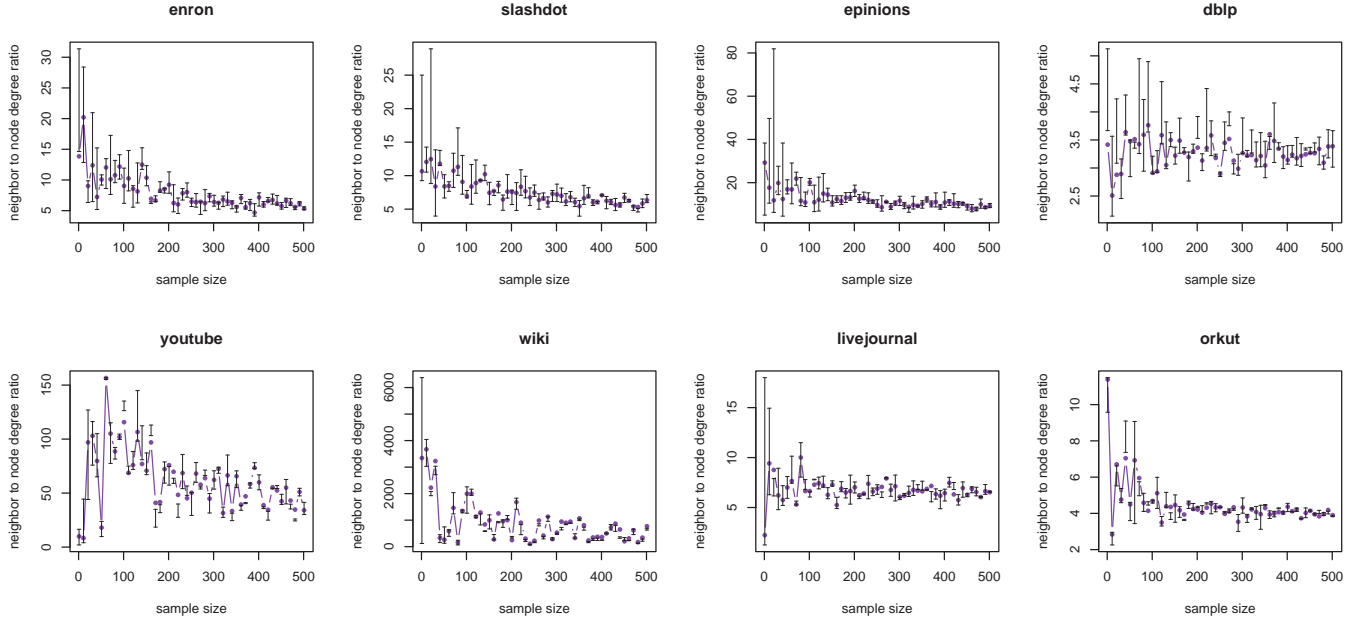 enron
neighbor to node degree ratio
5 10 15 20 25 30
0 100 200 300 400 500
sample size
slashdot
neighbor to node degree ratio
5 10 15 20 25
0 100 200 300 400 500
sample size
epinions
neighbor to node degree ratio
20 40 60 80
0 100 200 300 400 500
sample size
dblp
neighbor to node degree ratio
2.5 3.5 4.5
0 100 200 300 400 500
sample size
youtube
neighbor to node degree ratio
0 50 100 150
0 100 200 300 400 500
sample size
wiki
neighbor to node degree ratio
0 2000 4000 6000
0 100 200 300 400 500
sample size
livejournal
neighbor to node degree ratio
5 10 15
0 100 200 300 400 500
sample size
orkut
neighbor to node degree ratio
2 4 6 8 10
0 100 200 300 400 500
sample size